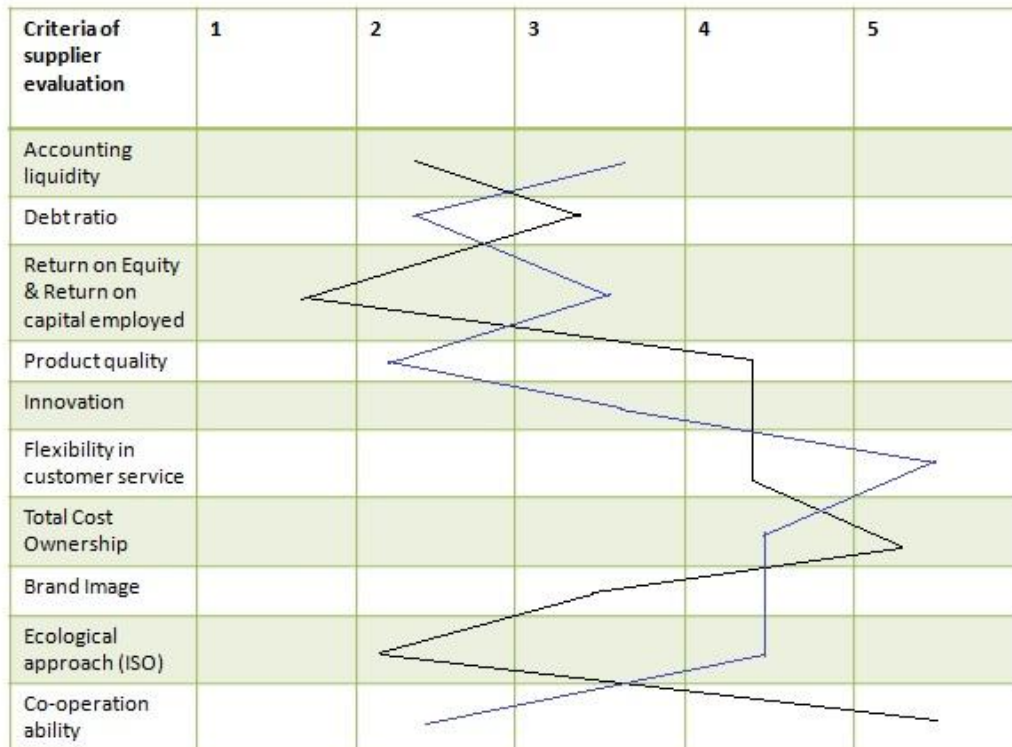 Criteria of
supplier
evaluation
1
2
3
4
5
Accounting
liquidity
Debt ratio
Return on Equity
& Return on
capital employed
Product quality
Innovation
Flexibility in
customer service
Total Cost
Ownership
Brand Image
Ecological
approach (ISO)
Co-operation
ability